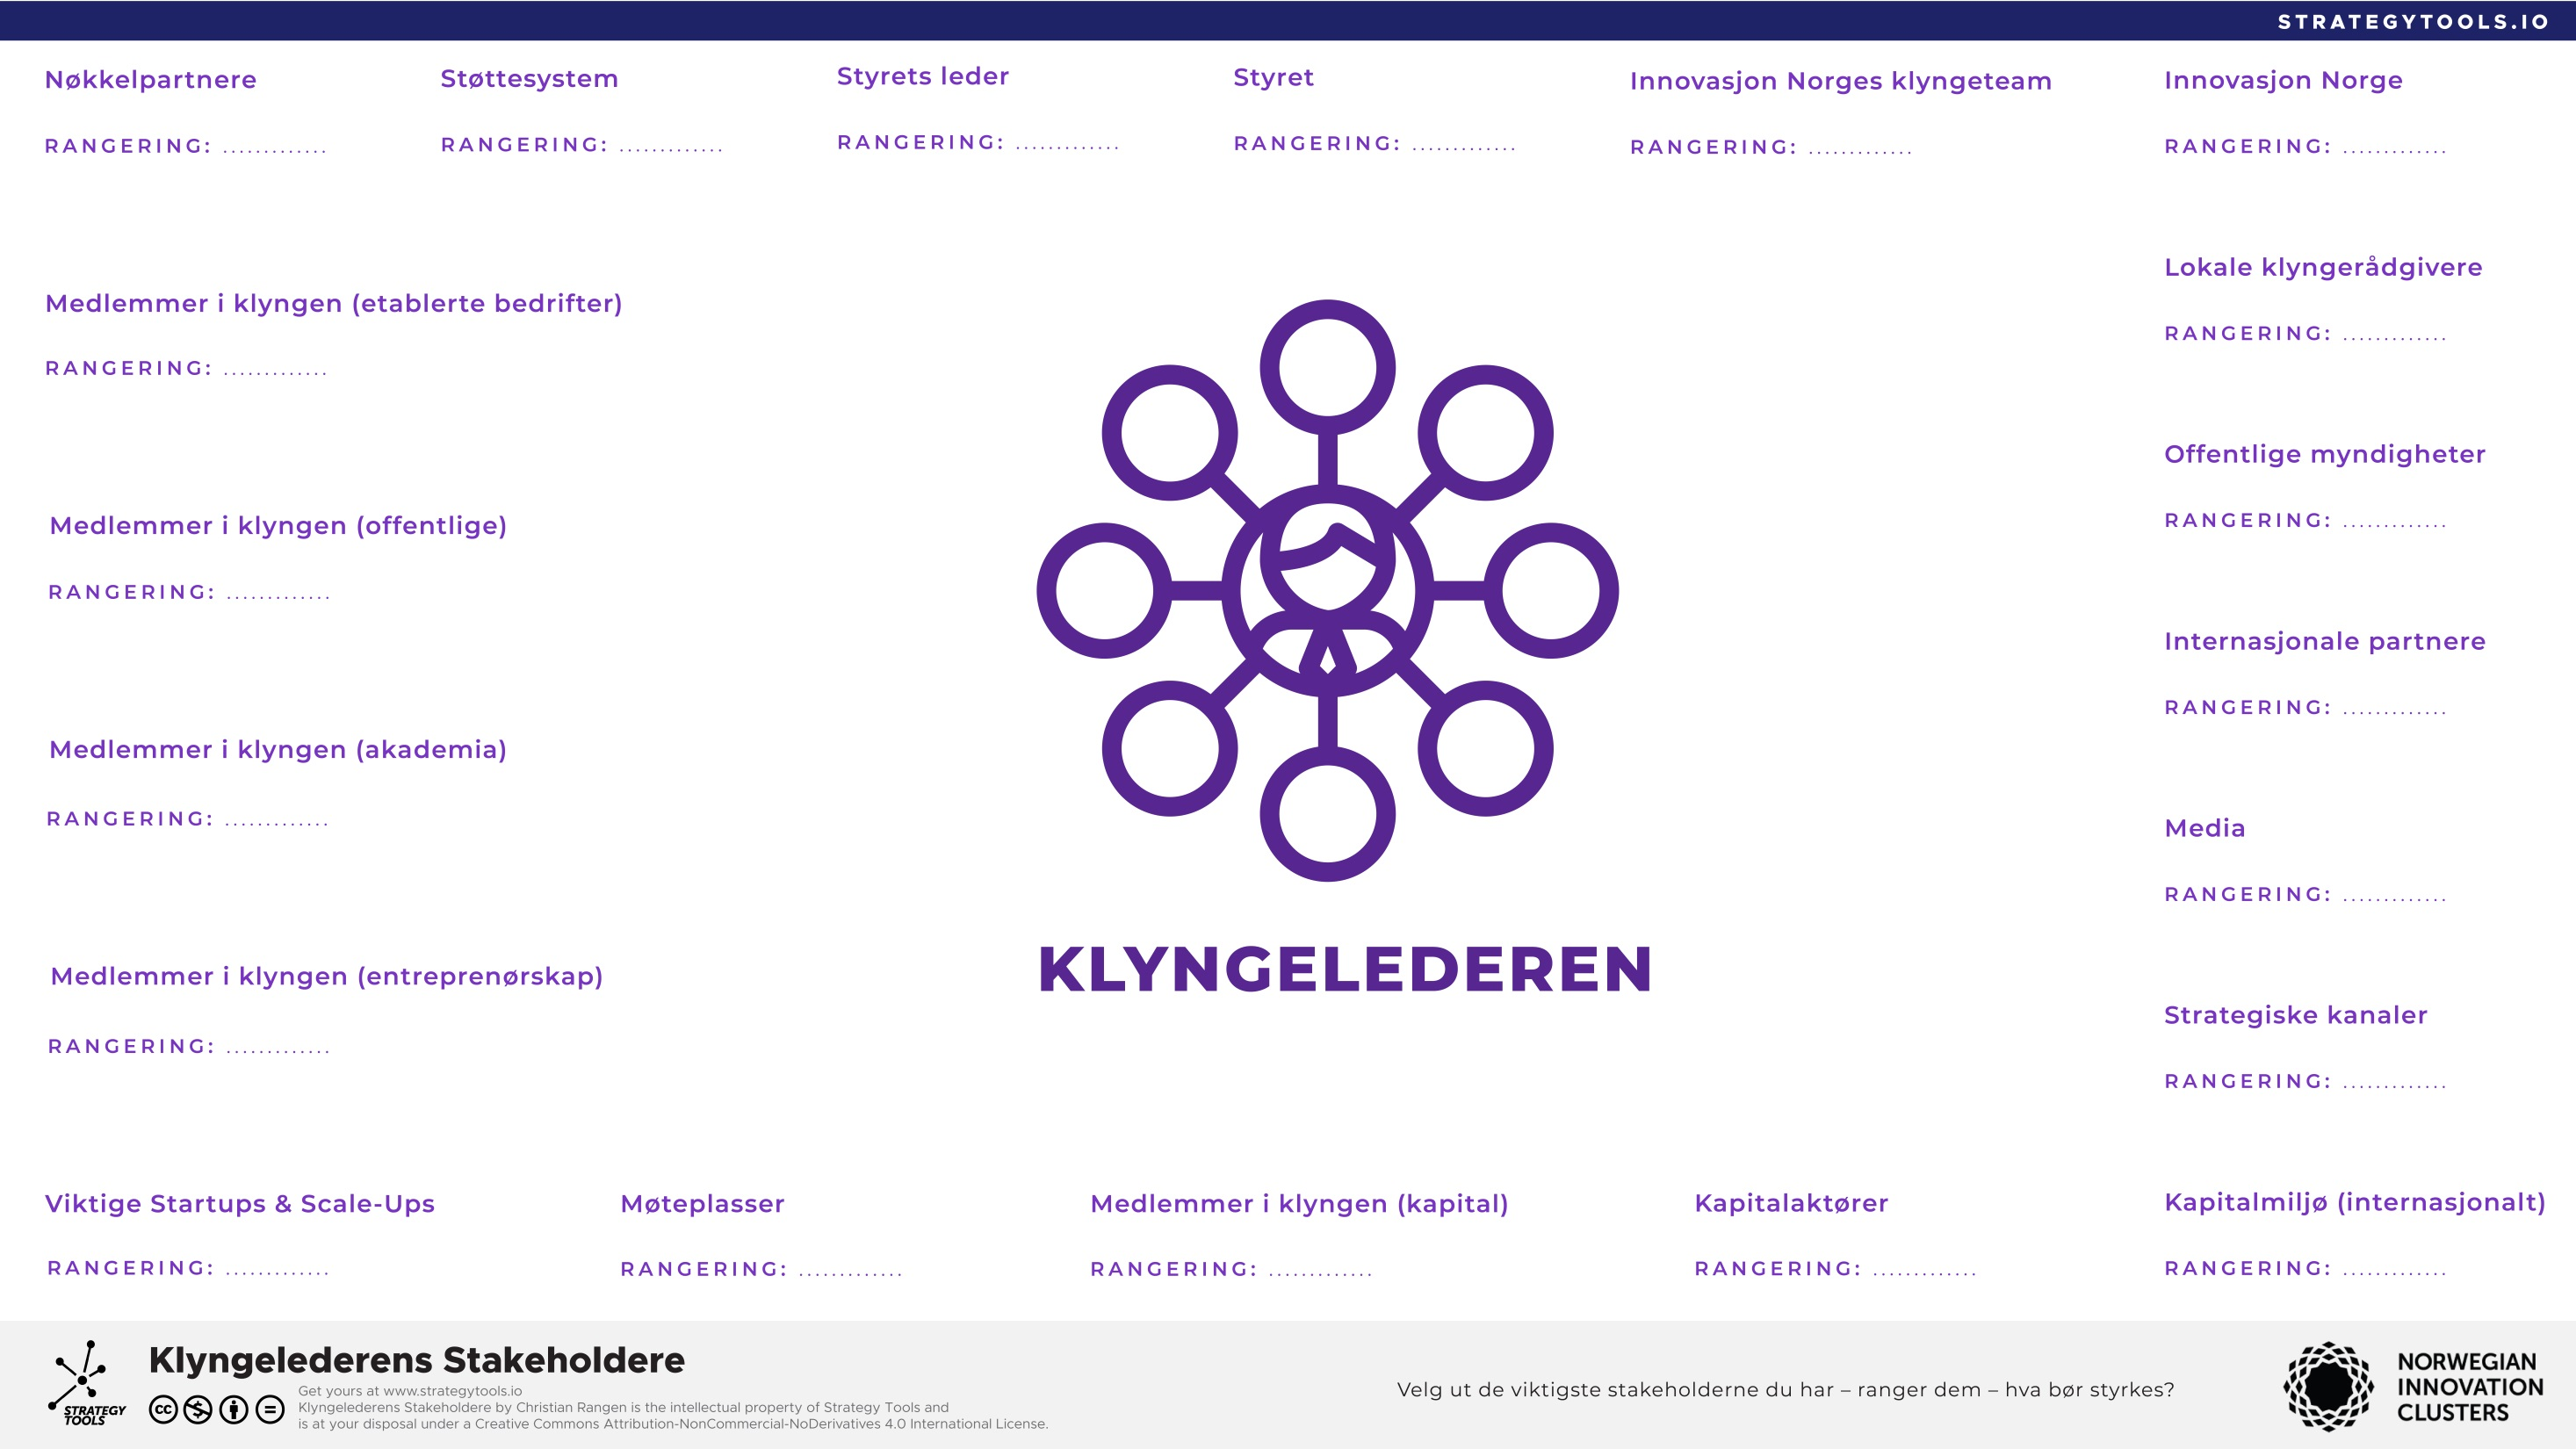 STRATEGYTOOLS.IO
Nøkkelpartnere
RANGERING: .............
Støttesystem
RANGERING: .............
Styrets leder
RANGERING: .............
Styret
RANGERING: .............
Innovasjon Norges klyngeteam
RANGERING: .............
Innovasjon Norge
RANGERING: .............
Medlemmer i klyngen (etablerte bedrifter)
RANGERING: .............
Medlemmer i klyngen (offentlige)
RANGERING: .............
Medlemmer i klyngen (akademia)
RANGERING: .............
Medlemmer i klyngen (entreprenørskap)
RANGERING: .............
KLYNGELEDEREN
Lokale klyngerådgivere
RANGERING: .............
Offentlige myndigheter
RANGERING: .............
Internasjonale partnere
RANGERING: .............
Media
RANGERING: .............
Strategiske kanaler
RANGERING: .............
Viktige Startups & Scale-Ups
RANGERING: .............
Møteplasser
RANGERING: .............
Medlemmer i klyngen (kapital)
RANGERING: .............
Kapitalaktører
RANGERING: .............
Kapitalmiljø (internasjonalt)
RANGERING: .............
STRATEGY
TOOLS
Klyngelederens Stakeholdere
cc
Get yours at www.strategytools.io
Klyngelederens Stakeholdere by Christian Rangen is the intellectual property of Strategy Tools and
is at your disposal under a Creative Commons Attribution-NonCommercial-NoDerivatives 4.0 International License.
Velg ut de viktigste stakeholderne du har – ranger dem – hva bør styrkes?
NORWEGIAN
INNOVATION
CLUSTERS